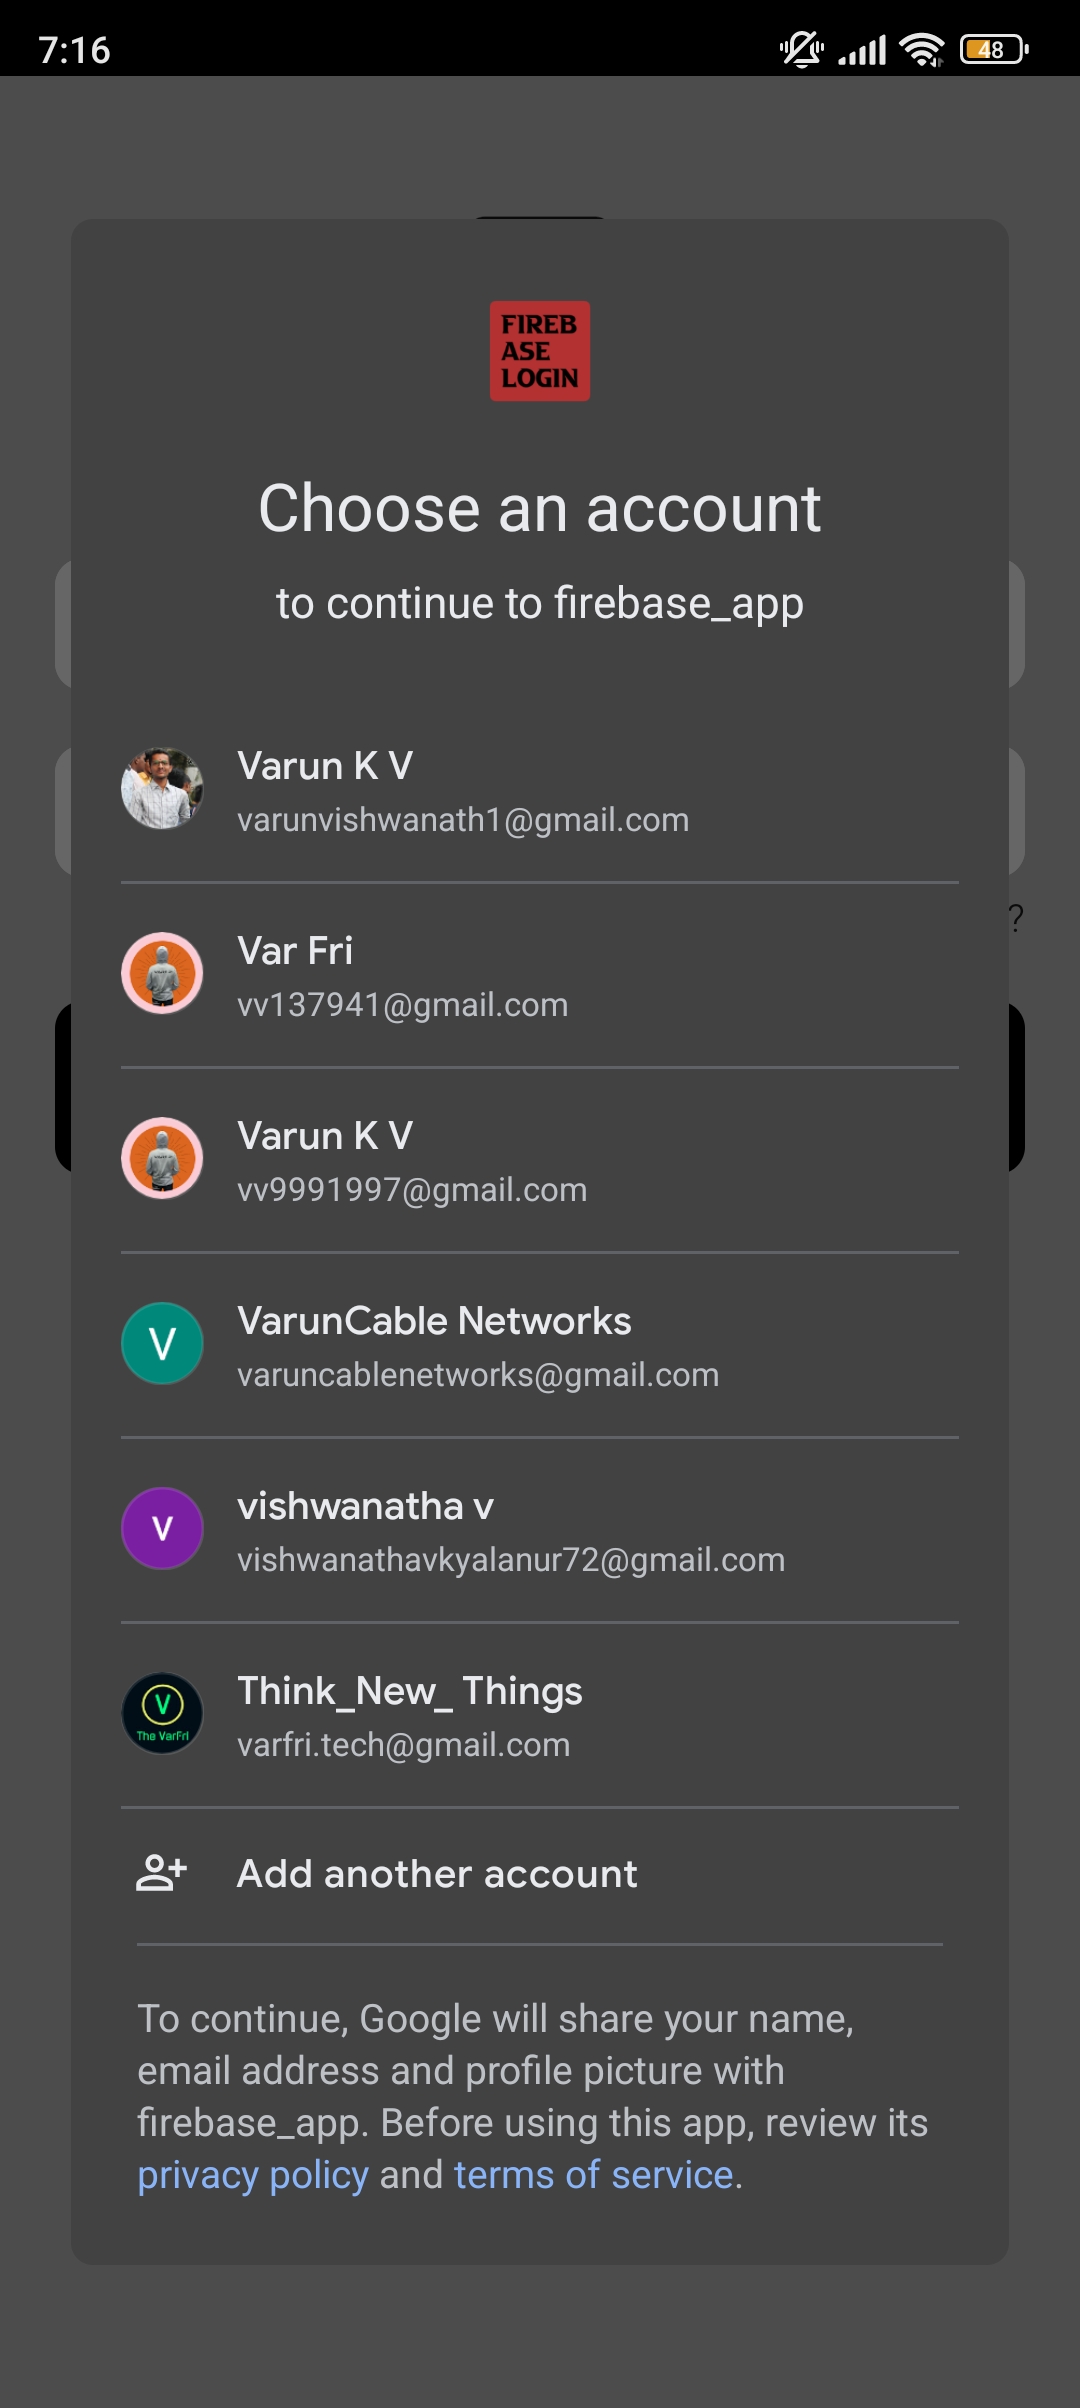 7:16
48
FIREB
ASE
LOGIN
Choose an account
to continue to firebase_app
Varun K V
varunvishwanath1@gmail.com
?
Var Fri
vv137941@gmail.com
Varun K V
vv9991997@gmail.com
V
VarunCable Networks
varuncablenetworks@gmail.com
v
vishwanatha v
vishwanathavkyalanur72@gmail.com
V
The VarFri
Think_New_ Things
varfri.tech@gmail.com
Add another account
To continue, Google will share your name,
email address and profile picture with
firebase_app. Before using this app, review its
privacy policy and terms of service.